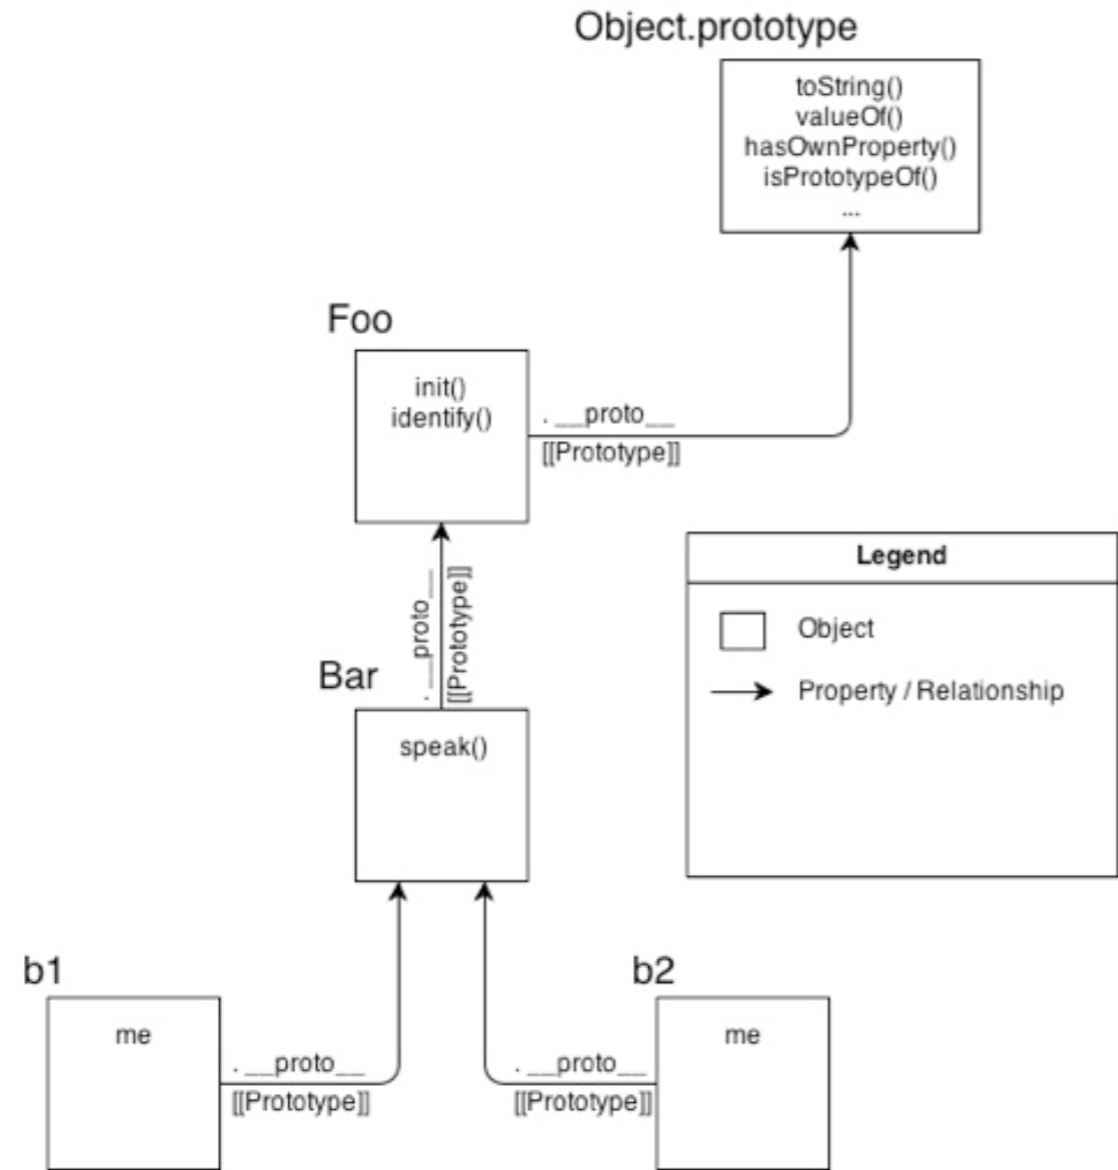 Object.prototype
toString()
valueOf()
hasOwnProperty()
isPrototypeOf()
...
Foo
init()
identify()
. __proto__
[[Prototype]]
. __proto__
[[Prototype]]
Legend
Object
Property / Relationship
Bar
speak()
b1
me
. __proto__
[[Prototype]]
b2
me
. __proto__
[[Prototype]]